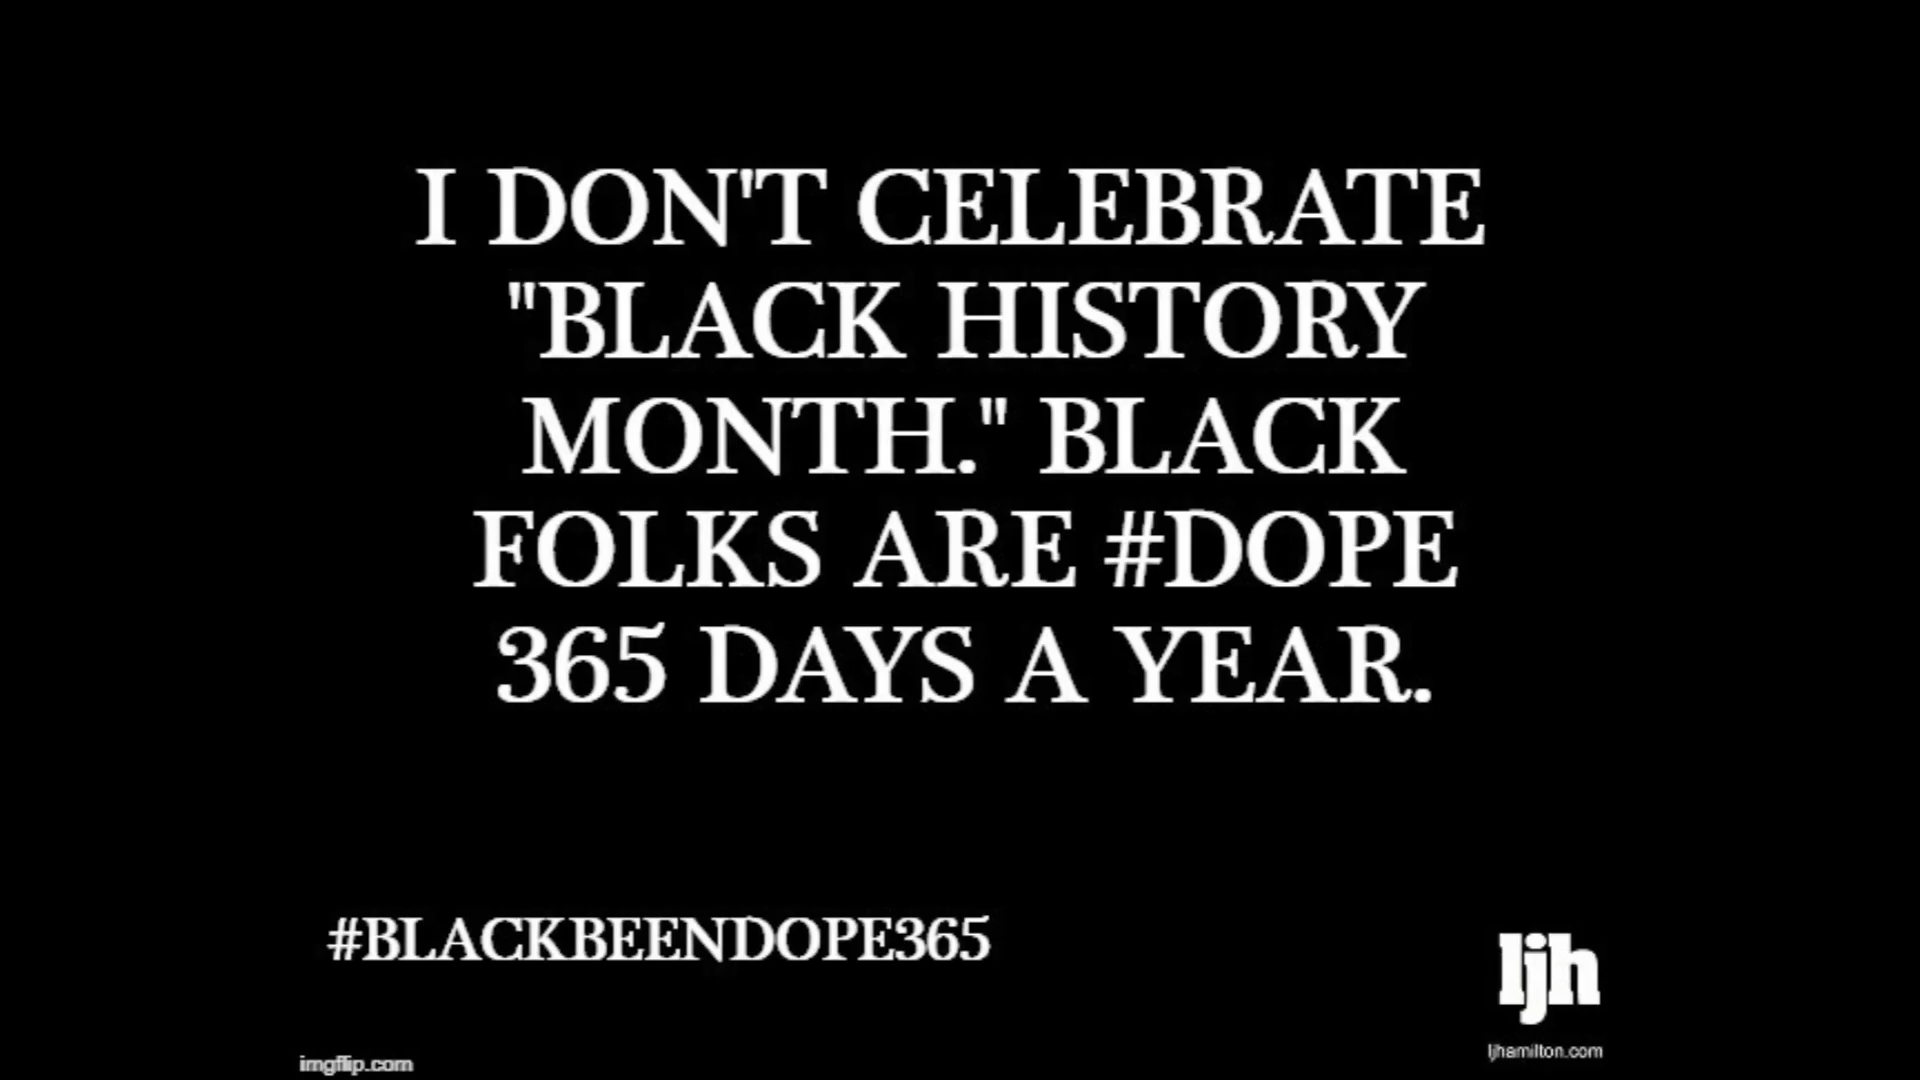 I DON'T CELEBRATE
"BLACK HISTORY
MONTH." BLACK
FOLKS ARE #DOPE
365 DAYS A YEAR.
#BLACKBEENDOPE365
ljh
ljhamilton.com
imgflip.com